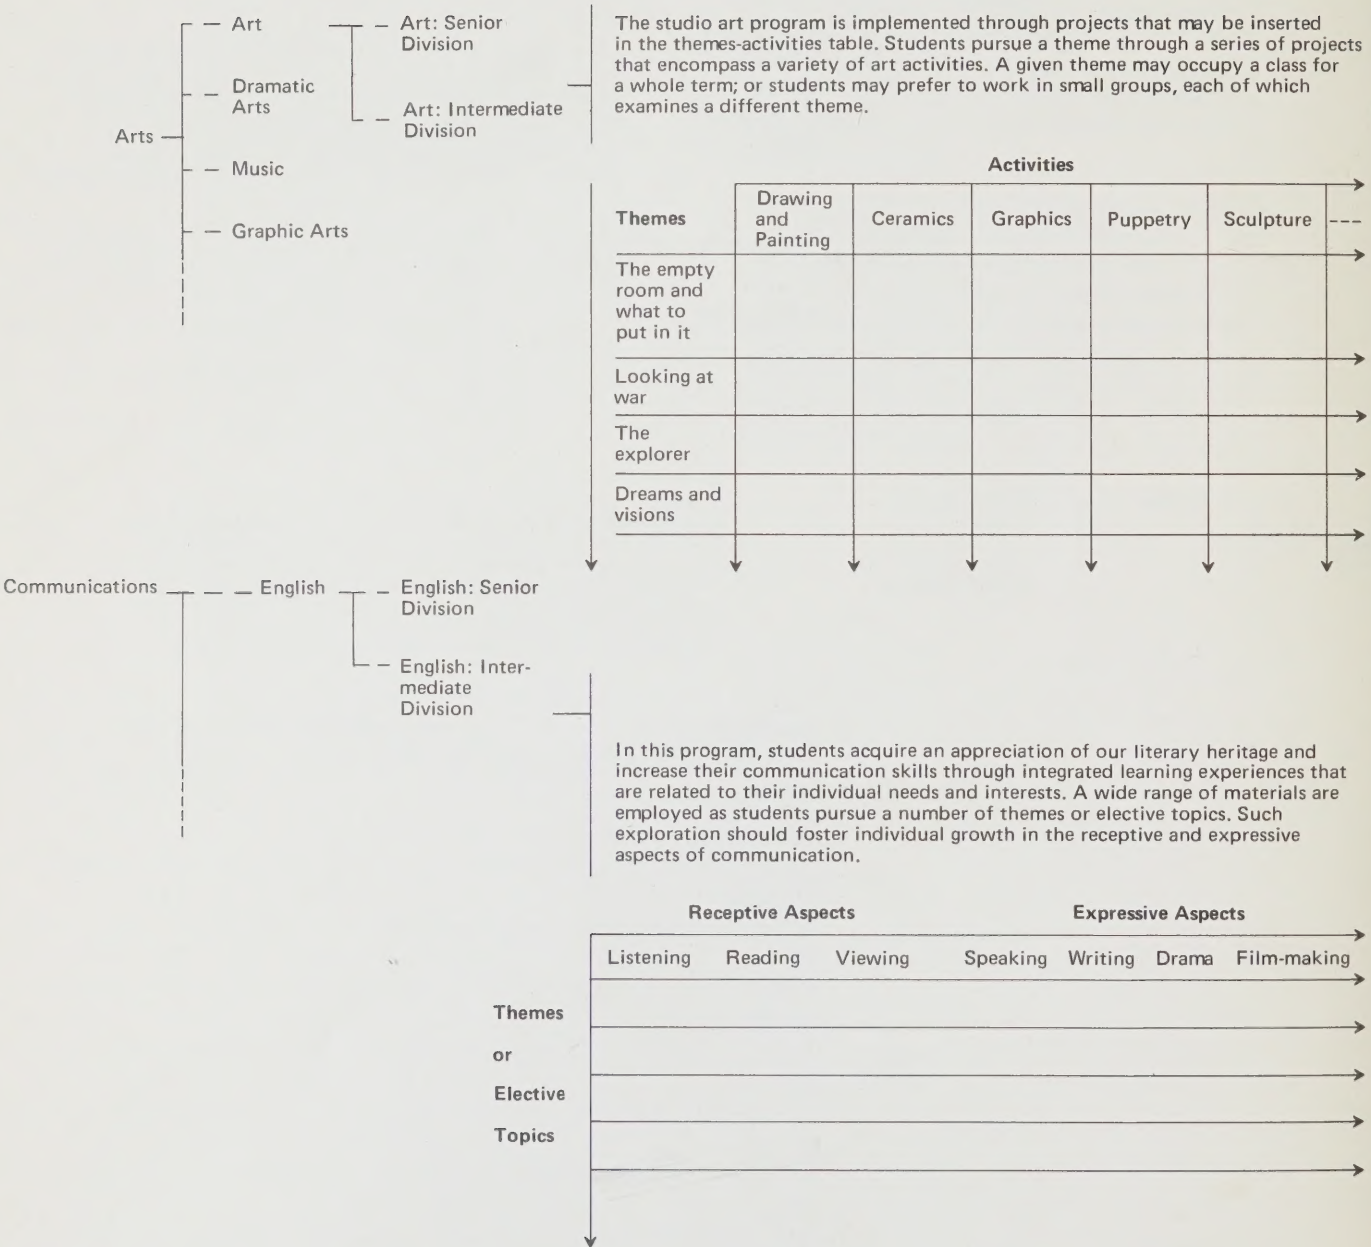 Arts
Art
Dramatic
Arts
Music
Graphic Arts
Art: Senior
Division
Art: Intermediate
Division
The studio art program is implemented through projects that may be inserted
in the themes-activities table. Students pursue a theme through a series of projects
that encompass a variety of art activities. A given theme may occupy a class for
a whole term; or students may prefer to work in small groups, each of which
examines a different theme.
Activities
Themes
Drawing
and
Painting
Ceramics
Graphics
Puppetry
Sculpture
The empty
room and
what to
put in it
Looking at
war
The
explorer
Dreams and
visions
Communications
English
English: Senior
Division
English: Inter-
mediate
Division
In this program, students acquire an appreciation of our literary heritage and
increase their communication skills through integrated learning experiences that
are related to their individual needs and interests. A wide range of materials are
employed as students pursue a number of themes or elective topics. Such
exploration should foster individual growth in the receptive and expressive
aspects of communication.
Receptive Aspects
Expressive Aspects
Listening Reading Viewing Speaking Writing Drama Film-making
Themes
or
Elective
Topics